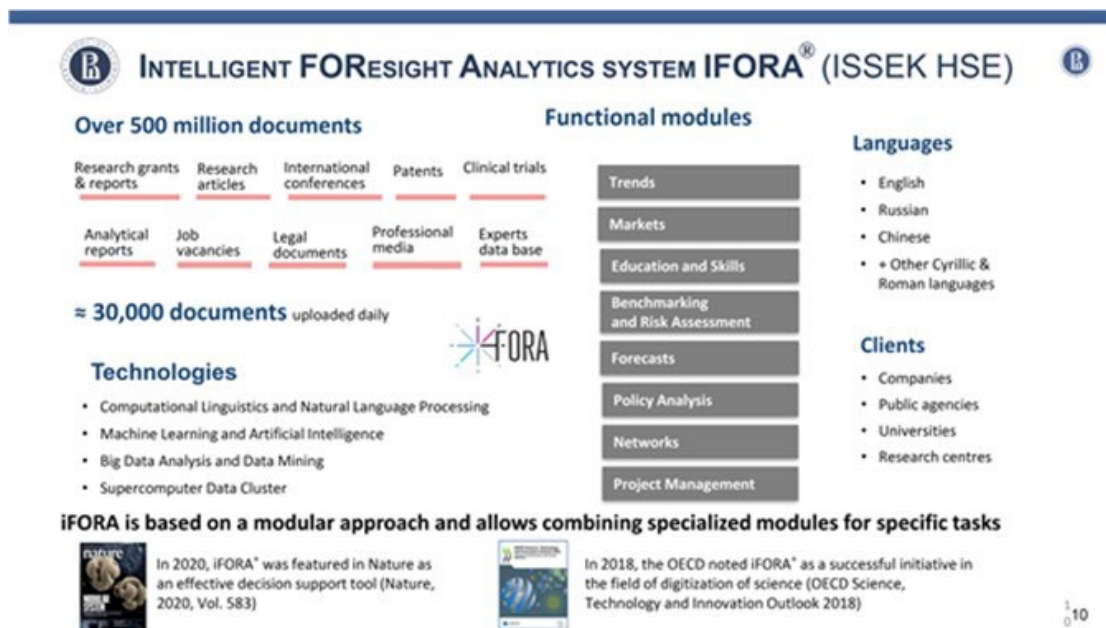 INTELLIGENT FORESIGHT ANALYTICS SYSTEM IFORA® (ISSEK HSE)
Over 500 million documents
Research grants
& reports
Research
articles
International
conferences
Patents
Clinical trials
Analytical
reports
Job
vacancies
Legal
documents
Professional
media
Experts
data base
≈ 30,000 documents uploaded daily
iFORA
Technologies
• Computational Linguistics and Natural Language Processing
• Machine Learning and Artificial Intelligence
• Big Data Analysis and Data Mining
• Supercomputer Data Cluster
Functional modules
Trends
Markets
Education and Skills
Benchmarking
and Risk Assessment
Forecasts
Policy Analysis
Networks
Project Management
Languages
• English
• Russian
• Chinese
• + Other Cyrillic &
Roman languages
Clients
• Companies
• Public agencies
• Universities
• Research centres
iFORA is based on a modular approach and allows combining specialized modules for specific tasks
nature
In 2020, iFORA® was featured in Nature as
an effective decision support tool (Nature,
2020, Vol. 583)
In 2018, the OECD noted iFORA® as a successful initiative in
the field of digitization of science (OECD Science,
Technology and Innovation Outlook 2018)
10
10